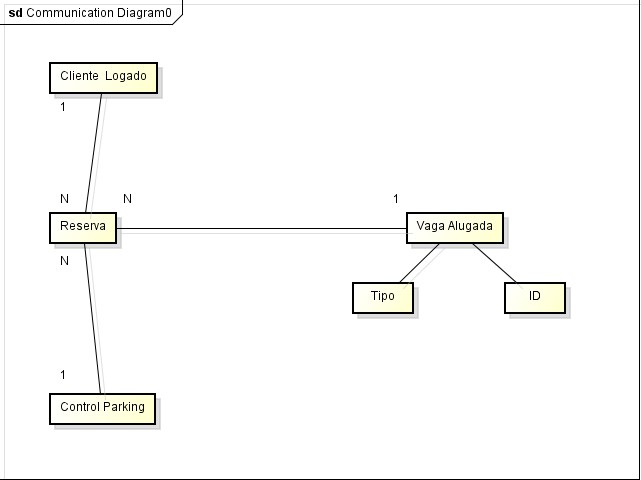 sd Communication Diagram0
Cliente Logado
1
N N 1
Reserva Vaga Alugada
N
Tipo ID
1
Control Parking